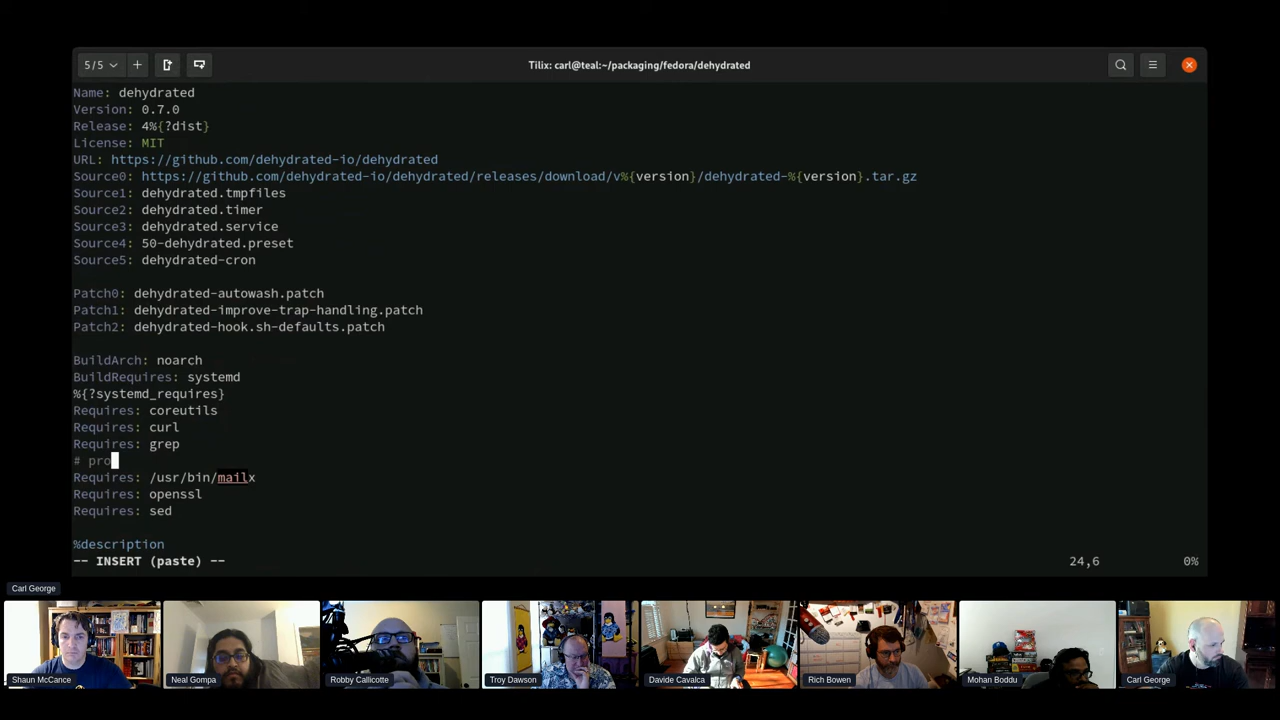 5/5
Tilix: carl@teal:~/packaging/fedora/dehydrated
Name: dehydrated
Version: 0.7.0
Release: 4%{?dist}
License: MIT
URL: https://github.com/dehydrated-io/dehydrated
Source0: https://github.com/dehydrated-io/dehydrated/releases/download/v%{version}/dehydrated-%{version}.tar.gz
Source1: dehydrated.tmpfiles
Source2: dehydrated.timer
Source3: dehydrated.service
Source4: 50-dehydrated.preset
Source5: dehydrated-cron
Patch0: dehydrated-autowash.patch
Patch1: dehydrated-improve-trap-handling.patch
Patch2: dehydrated-hook.sh-defaults.patch
BuildArch: noarch
BuildRequires: systemd
%{?systemd_requires}
Requires: coreutils
Requires: curl
Requires: grep
# pro
Requires: /usr/bin/mailx
Requires: openssl
Requires: sed
%description
-- INSERT (paste) -- 24,6 0%
Carl George
Shaun McCance
Neal Gompa
Robby Callicotte
Troy Dawson
Davide Cavalca
Rich Bowen
Mohan Boddu
Carl George